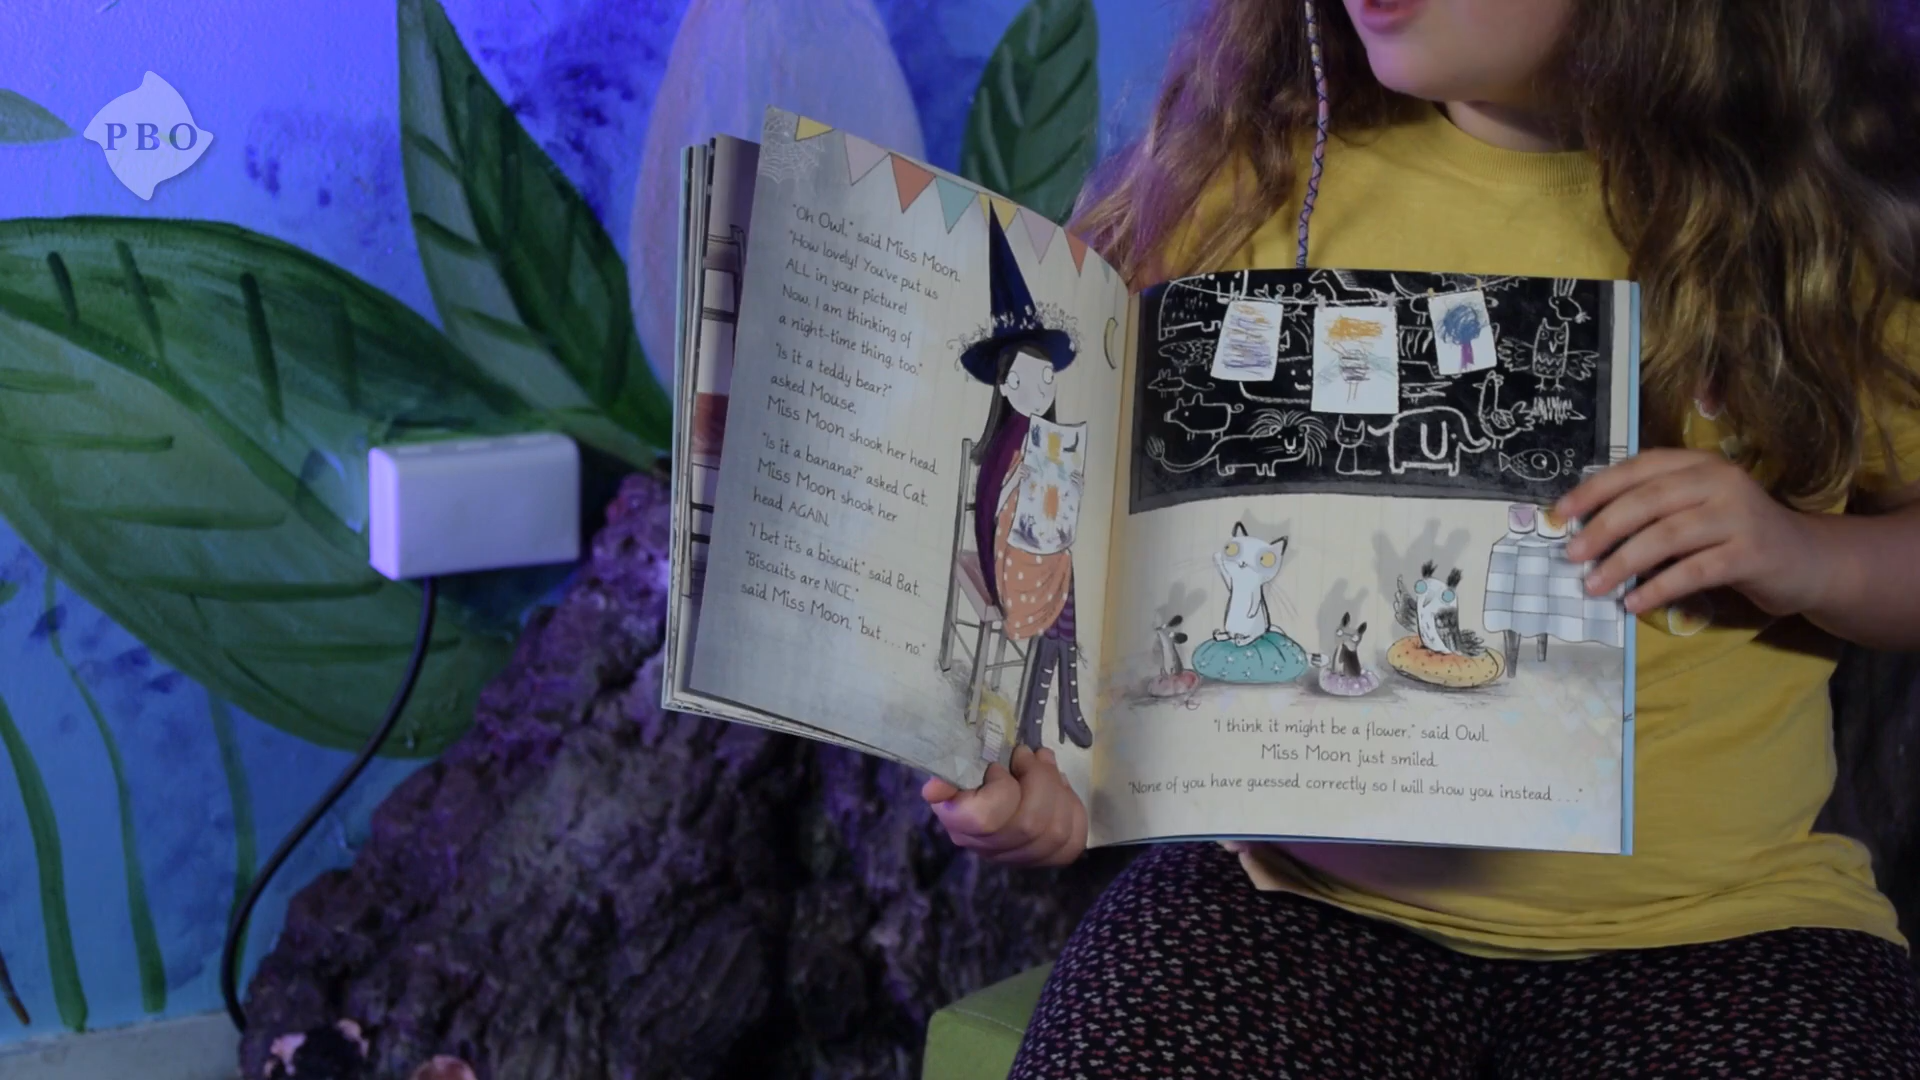 PBO
"Oh Owl," said Miss Moon.
"How lovely! You've put us
ALL in your picture!
Now, I am thinking of
a night-time thing, too."
"Is it a teddy bear?"
asked Mouse.
Miss Moon shook her head.
"Is it a banana?" asked Cat.
Miss Moon shook her
head AGAIN.
"I bet it's a biscuit," said Bat.
"Biscuits are NICE,"
said Miss Moon, "but . . . no."
"I think it might be a flower," said Owl.
Miss Moon just smiled.
"None of you have guessed correctly so I will show you instead . . ."